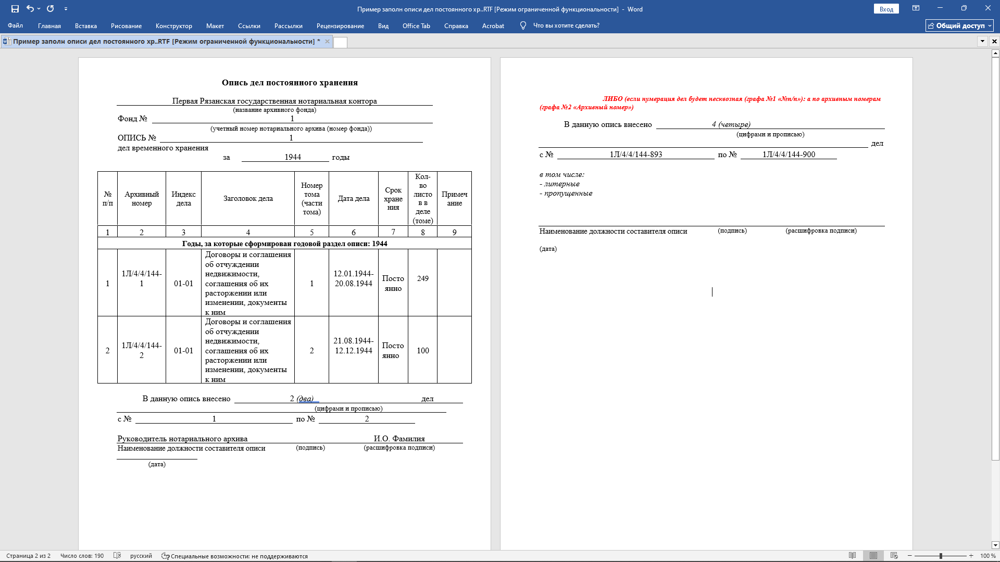 Пример заполн описи дел постоянного хр..RTF [Режим ограниченной функциональности] - Word
Вход
Файл Главная Вставка Рисование Конструктор Макет Ссылки Рассылки Рецензирование Вид Office Tab Справка Acrobat Что вы хотите сделать? Общий доступ
Пример заполн описи дел постоянного хр..RTF [Режим ограниченной функциональности] *
Опись дел постоянного хранения
Первая Рязанская государственная нотариальная контора
(название архивного фонда)
Фонд № 1
(учетный номер нотариального архива (номер фонда))
ОПИСЬ № 1
дел временного хранения
за 1944 годы
№ п/п
Архивный номер
Индекс дела
Заголовок дела
Номер тома (части тома)
Дата дела
Срок хране ния
Кол- во листо в в деле (томе)
Примеч ание
1 2 3 4 5 6 7 8 9
Годы, за которые сформирован годовой раздел описи: 1944
1
1Л/4/4/144- 1
01-01
Договоры и соглашения
об отчуждении
недвижимости,
соглашения об их
расторжении или
изменении, документы
к ним
1
12.01.1944- 20.08.1944
Посто янно
249
2
1Л/4/4/144- 2
01-01
Договоры и соглашения
об отчуждении
недвижимости,
соглашения об их
расторжении или
изменении, документы
к ним
2
21.08.1944- 12.12.1944
Посто янно
100
В данную опись внесено 2 (два) дел
(цифрами и прописью)
с № 1 по № 2
Руководитель нотариального архива И.О. Фамилия
Наименование должности составителя описи (подпись) (расшифровка подписи)
(дата)
ЛИБО (если нумерация дел будет несквозная (графа №1 «№п/п»): а по архивным номерам
(графа №2 «Архивный номер»)
В данную опись внесено 4 (четыре)
(цифрами и прописью)
дел
с № 1Л/4/4/144-893 по № 1Л/4/4/144-900
в том числе:
- литерные
- пропущенные
Наименование должности составителя описи (подпись) (расшифровка подписи)
(дата)
Страница 2 из 2 Число слов: 190 русский Специальные возможности: не поддерживаются 100 %